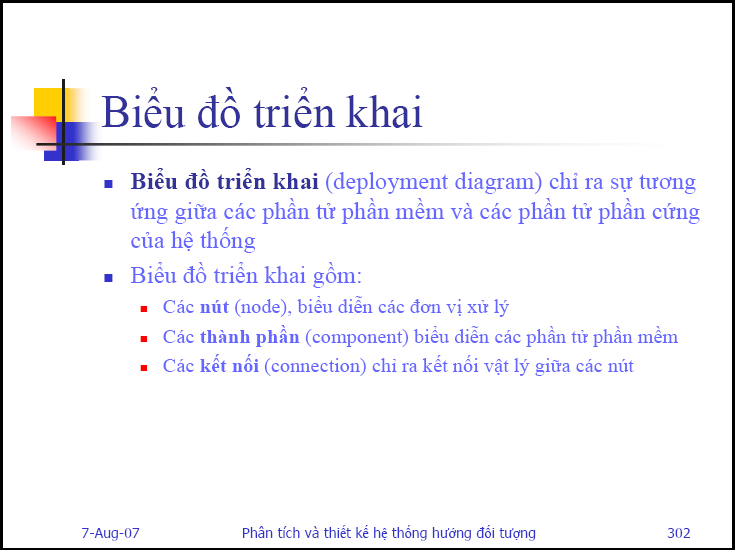 Biểu đồ triển khai
Biểu đồ triển khai (deployment diagram) chỉ ra sự tương
ứng giữa các phần tử phần mềm và các phần tử phần cứng
của hệ thống
Biểu đồ triển khai gồm:
Các nút (node), biểu diễn các đơn vị xử lý
Các thành phần (component) biểu diễn các phần tử phần mềm
Các kết nối (connection) chỉ ra kết nối vật lý giữa các nút
7-Aug-07 Phân tích và thiết kế hệ thống hướng đối tượng 302